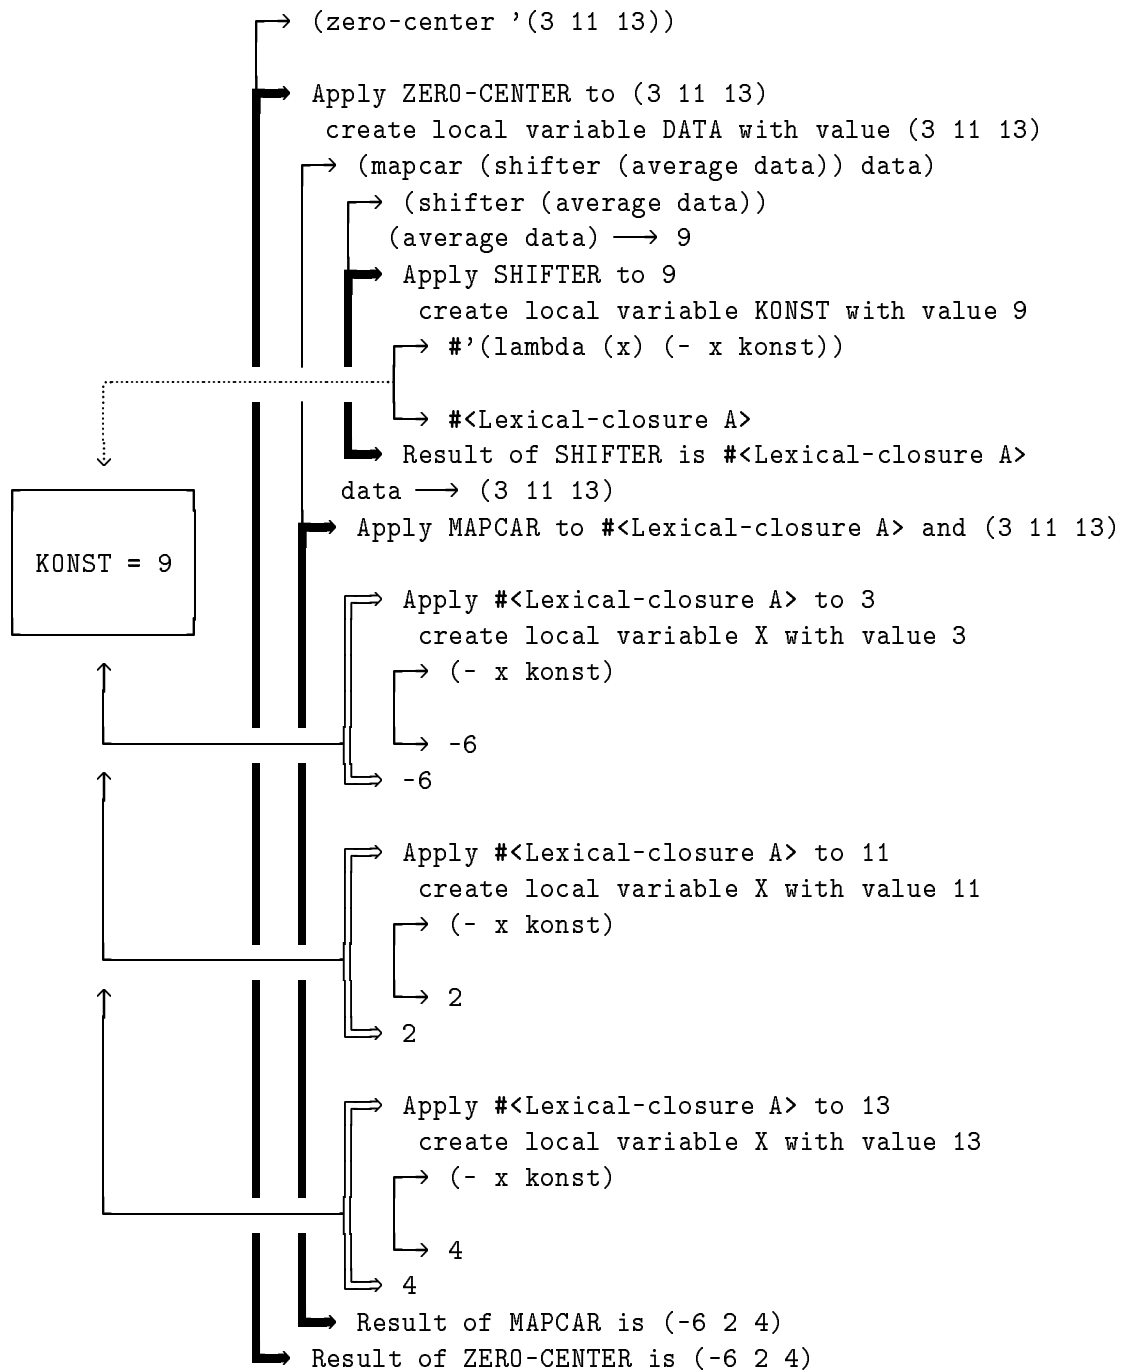 (zero-center '(3 11 13))
Apply ZERO-CENTER to (3 11 13)
create local variable DATA with value (3 11 13)
(mapcar (shifter (average data)) data)
(shifter (average data))
(average data) ⟶ 9
Apply SHIFTER to 9
create local variable KONST with value 9
#'(lambda (x) (- x konst))
#<Lexical-closure A>
Result of SHIFTER is #<Lexical-closure A>
data ⟶ (3 11 13)
Apply MAPCAR to #<Lexical-closure A> and (3 11 13)
KONST = 9
Apply #<Lexical-closure A> to 3
create local variable X with value 3
(- x konst)
-6
-6
Apply #<Lexical-closure A> to 11
create local variable X with value 11
(- x konst)
2
2
Apply #<Lexical-closure A> to 13
create local variable X with value 13
(- x konst)
4
4
Result of MAPCAR is (-6 2 4)
Result of ZERO-CENTER is (-6 2 4)